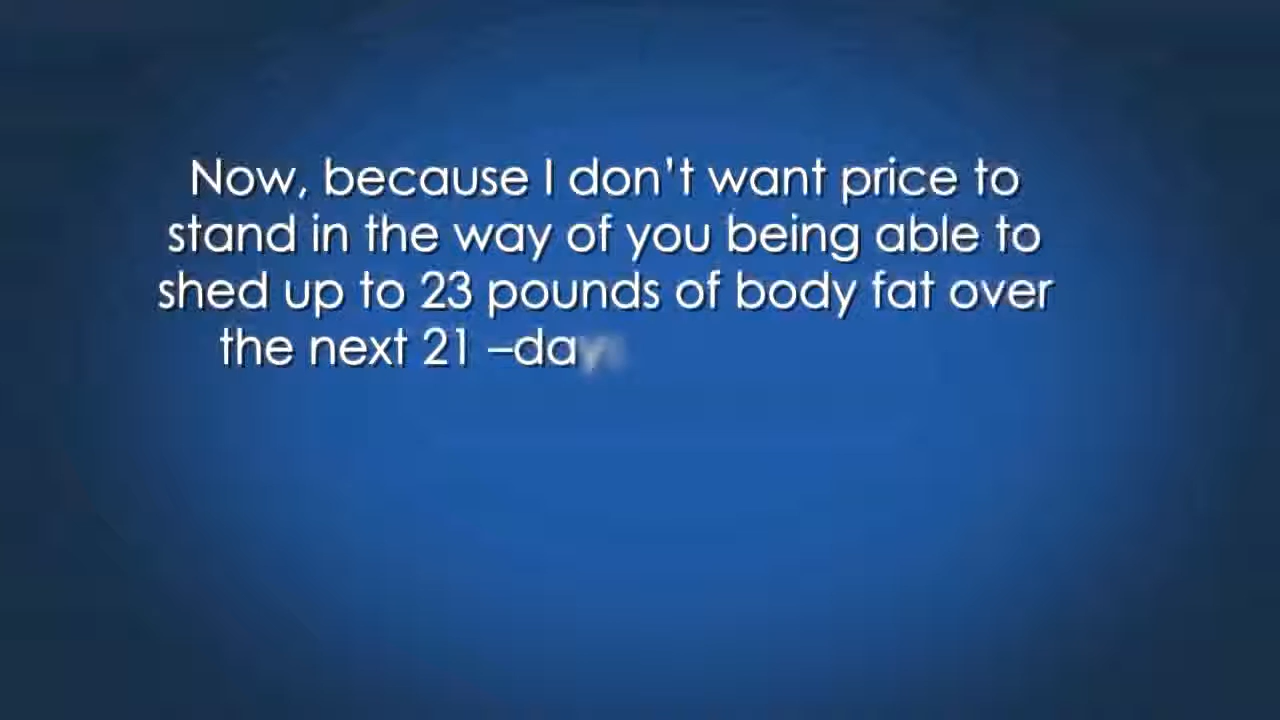 Now, because I don't want price to
stand in the way of you being able to
shed up to 23 pounds of body fat over
the next 21 –days